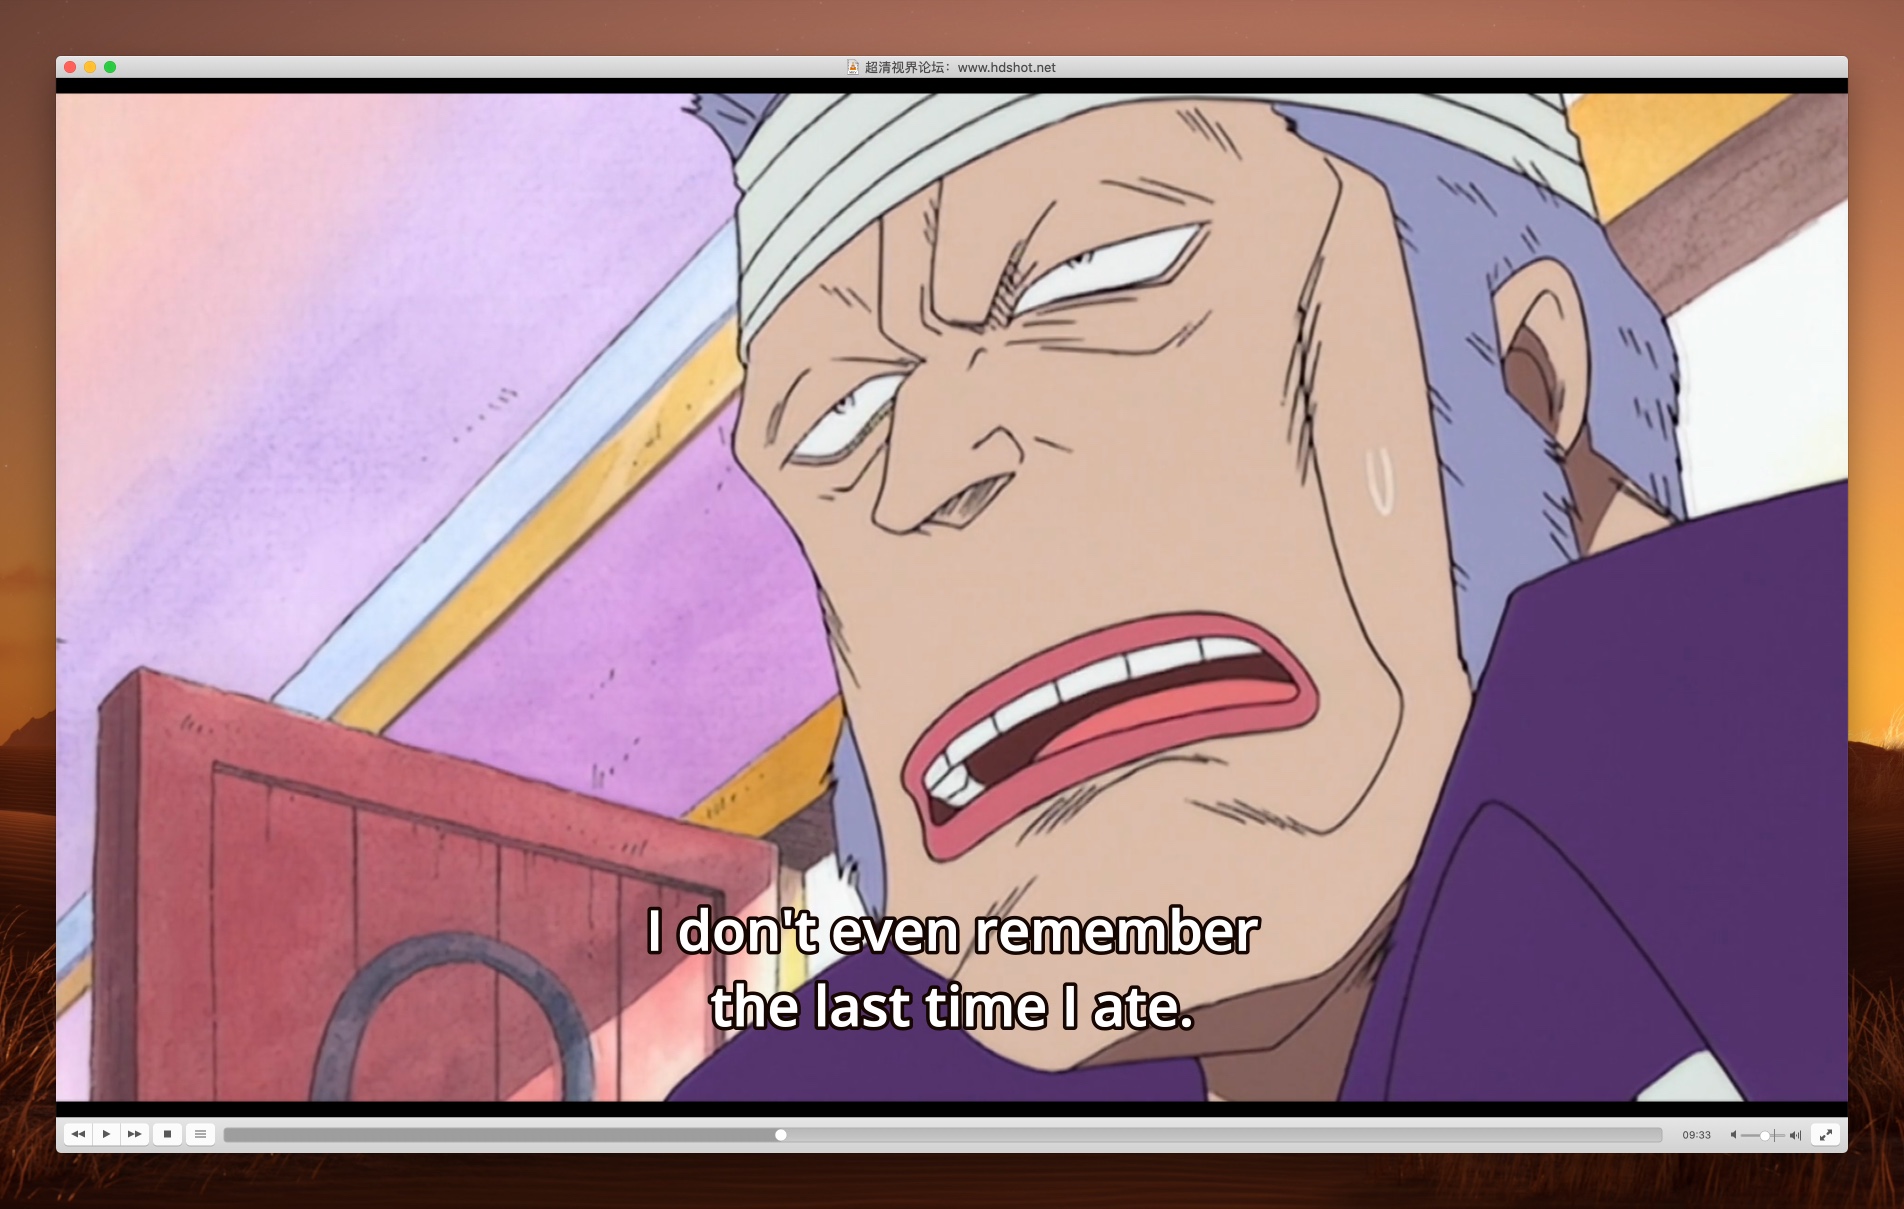 超清视界论坛：www.hdshot.net
I don't even remember
the last time I ate.
09:33